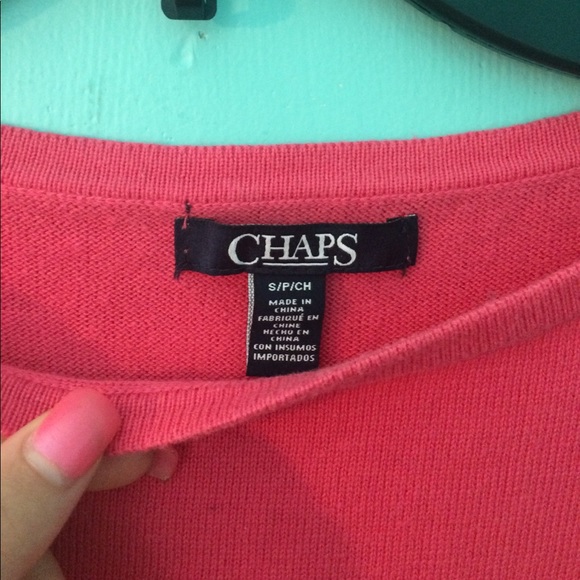 CHAPS
S/P/CH
MADE IN
CHINA
FABRIQUÉ EN
CHINE
HECHO EN
CHINA
CON INSUMOS
IMPORTADOS